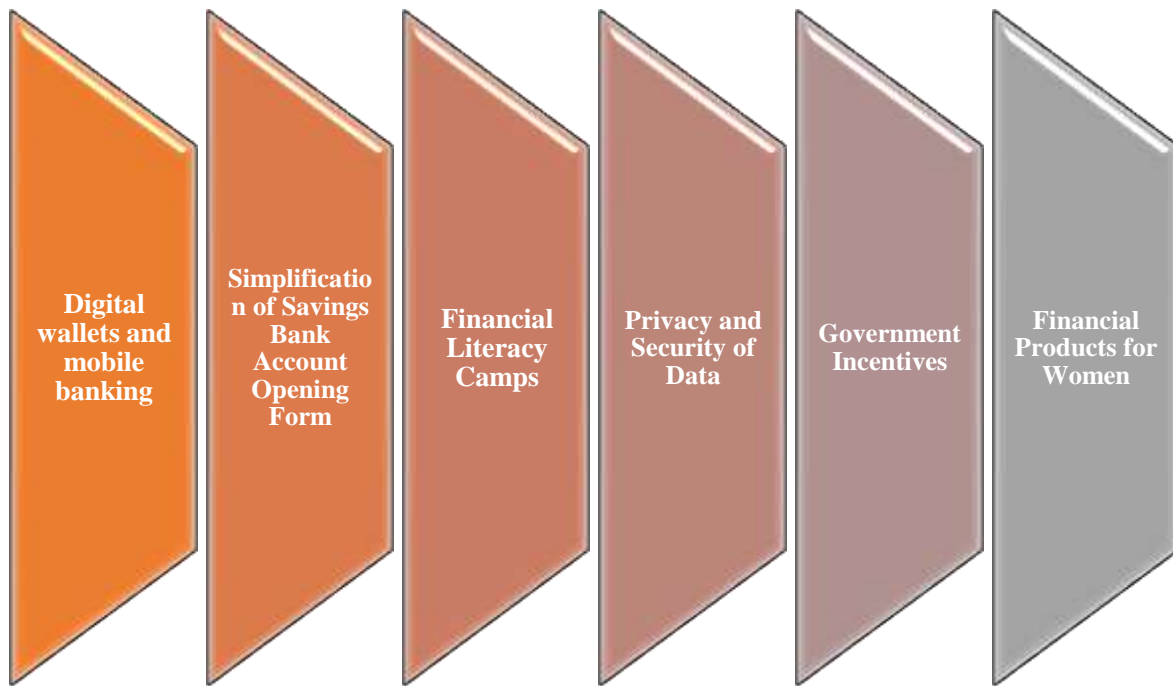 Digital
wallets and
mobile
banking
Simplificatio
n of Savings
Bank
Account
Opening
Form
Financial
Literacy
Camps
Privacy and
Security of
Data
Government
Incentives
Financial
Products for
Women